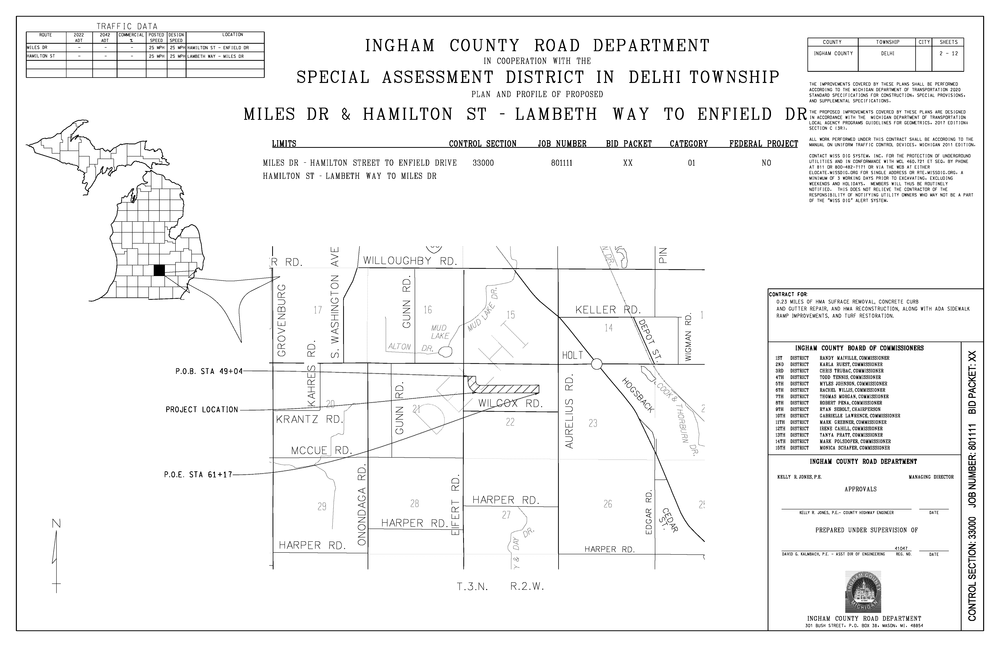 TRAFFIC DATA
ROUTE 2022 ADT 2042 ADT COMMERCIAL % POSTED SPEED DESIGN SPEED LOCATION
MILES DR - - - 25 MPH 25 MPH HAMILTON ST - ENFIELD DR
HAMILTON ST - - - 25 MPH 25 MPH LAMBETH WAY - MILES DR
INGHAM COUNTY ROAD DEPARTMENT
IN COOPERATION WITH THE
SPECIAL ASSESSMENT DISTRICT IN DELHI TOWNSHIP
PLAN AND PROFILE OF PROPOSED
MILES DR & HAMILTON ST - LAMBETH WAY TO ENFIELD DR
LIMITS CONTROL SECTION JOB NUMBER BID PACKET CATEGORY FEDERAL PROJECT
MILES DR - HAMILTON STREET TO ENFIELD DRIVE 33000 801111 XX 01 NO
HAMILTON ST - LAMBETH WAY TO MILES DR
COUNTY TOWNSHIP CITY SHEETS
INGHAM COUNTY DELHI 2 - 12
THE IMPROVEMENTS COVERED BY THESE PLANS SHALL BE PERFORMED
ACCORDING TO THE MICHIGAN DEPARTMENT OF TRANSPORTATION 2020
STANDARD SPECIFICATIONS FOR CONSTRUCTION, SPECIAL PROVISIONS,
AND SUPPLEMENTAL SPECIFICATIONS.
THE PROPOSED IMPROVEMENTS COVERED BY THESE PLANS ARE DESIGNED
IN ACCORDANCE WITH THE MICHIGAN DEPARTMENT OF TRANSPORTATION
LOCAL AGENCY PROGRAMS GUIDELINES FOR GEOMETRICS, 2017 EDITION;
SECTION C (3R).
ALL WORK PERFORMED UNDER THIS CONTRACT SHALL BE ACCORDING TO THE
MANUAL ON UNIFORM TRAFFIC CONTROL DEVICES, MICHIGAN 2011 EDITION.
CONTACT MISS DIG SYSTEM, INC. FOR THE PROTECTION OF UNDERGROUND
UTILITIES AND IN CONFORMANCE WITH MCL 460.721 ET SEQ. BY PHONE
AT 811 OR 800-482-7171 OR VIA THE WEB AT EITHER
ELOCATE.MISSDIG.ORG FOR SINGLE ADDRESS OR RTE.MISSDIG.ORG, A
MINIMUM OF 3 WORKING DAYS PRIOR TO EXCAVATING, EXCLUDING
WEEKENDS AND HOLIDAYS. MEMBERS WILL THUS BE ROUTINELY
NOTIFIED. THIS DOES NOT RELIEVE THE CONTRACTOR OF THE
RESPONSIBILITY OF NOTIFYING UTILITY OWNERS WHO MAY NOT BE A PART
OF THE "MISS DIG" ALERT SYSTEM.
R RD.
S. WASHINGTON AVE
WILLOUGHBY RD.
N. DR.
PIN
GROVENBURG
17
GUNN RD.
16
MUD LAKE
MUD LAKE DR.
15
KELLER RD.
14
DEPOT ST.
WIGMAN RD.
1
ALTON DR.
HOLT
KAHRES RD.
DELHI
P.O.B. STA 49+04
GUNN RD.
AURELIUS RD.
HOGSBACK
COOK & THORBURN DR.
PROJECT LOCATION
20
21
WILCOX RD.
2
KRANTZ RD.
22
23
MCCUE RD.
P.O.E. STA 61+17
ONONDAGA RD.
EIFERT RD.
29
28
HARPER RD.
27
26
25
EDGAR RD.
CEDAR ST.
HARPER RD.
HARPER RD.
HARPER RD.
Y & DAY DR.
N
T.3.N. R.2.W.
CONTRACT FOR:
0.23 MILES OF HMA SUFRACE REMOVAL, CONCRETE CURB
AND GUTTER REPAIR, AND HMA RECONSTRUCTION, ALONG WITH ADA SIDEWALK
RAMP IMPROVEMENTS, AND TURF RESTORATION.
INGHAM COUNTY BOARD OF COMMISSIONERS
1ST DISTRICT RANDY MAIVILLE, COMMISSIONER
2ND DISTRICT KARLA RUEST, COMMISSIONER
3RD DISTRICT CHRIS TRUBAC, COMMISSIONER
4TH DISTRICT TODD TENNIS, COMMISSIONER
5TH DISTRICT MYLES JOHNSON, COMMISSIONER
6TH DISTRICT RACHEL WILLIS, COMMISSIONER
7TH DISTRICT THOMAS MORGAN, COMMISSIONER
8TH DISTRICT ROBERT PENA, COMMISSIONER
9TH DISTRICT RYAN SEBOLT, CHAIRPERSON
10TH DISTRICT GABRIELLE LAWRENCE, COMMISSIONER
11TH DISTRICT MARK GREBNER, COMMISSIONER
12TH DISTRICT IRENE CAHILL, COMMISSIONER
13TH DISTRICT TANYA PRATT, COMMISSIONER
14TH DISTRICT MARK POLSDOFER, COMMISSIONER
15TH DISTRICT MONICA SCHAFER, COMMISSIONER
INGHAM COUNTY ROAD DEPARTMENT
KELLY R. JONES, P.E. MANAGING DIRECTOR
APPROVALS
KELLY R. JONES, P.E.- COUNTY HIGHWAY ENGINEER DATE
PREPARED UNDER SUPERVISION OF
41047
DAVID G. KALMBACH, P.E. - ASST DIR OF ENGINEERING REG. NO. DATE
INGHAM COUNTY
MICHIGAN
INGHAM COUNTY ROAD DEPARTMENT
301 BUSH STREET, P.O. BOX 38, MASON, MI. 48854
CONTROL SECTION: 33000 JOB NUMBER: 801111 BID PACKET: XX